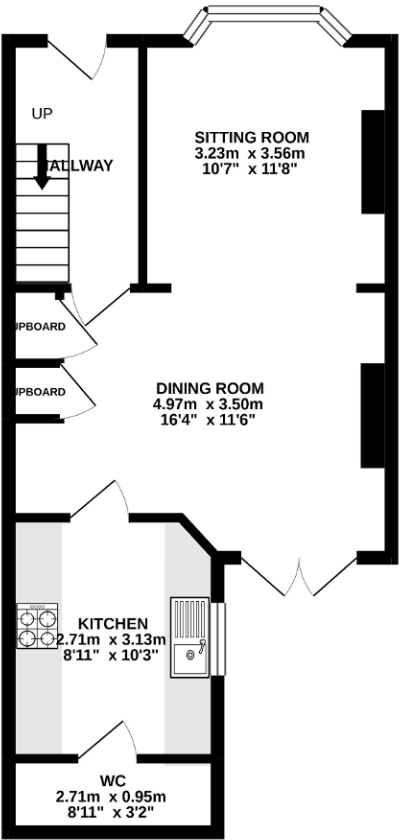 UP
HALLWAY
SITTING ROOM
3.23m x 3.56m
10'7" x 11'8"
UPBOARD
UPBOARD
DINING ROOM
4.97m x 3.50m
16'4" x 11'6"
KITCHEN
2.71m x 3.13m
8'11" x 10'3"
WC
2.71m x 0.95m
8'11" x 3'2"